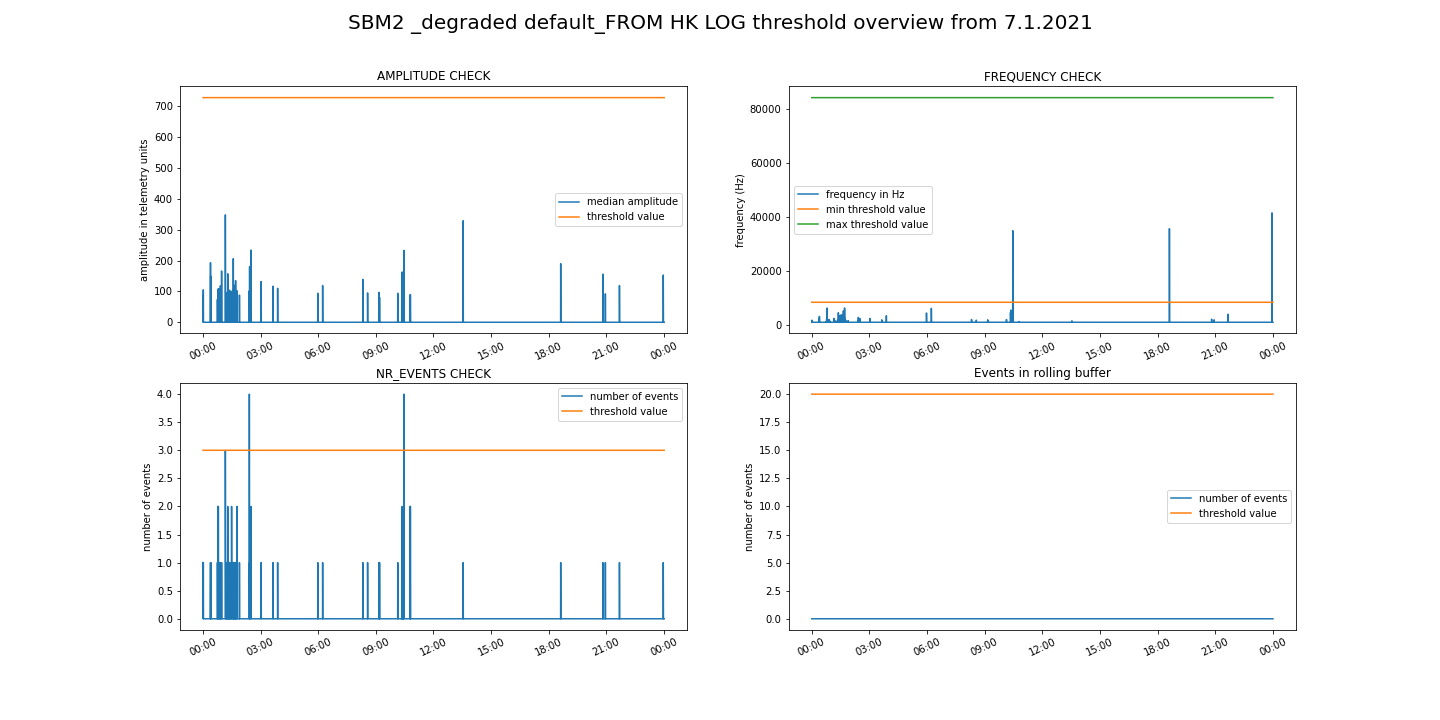 SBM2 _degraded default_FROM HK LOG threshold overview from 7.1.2021
AMPLITUDE CHECK
amplitude in telemetry units
700
600
500
400
300
200
100
0
median amplitude
threshold value
00:00 03:00 06:00 09:00 12:00 15:00 18:00 21:00 00:00
FREQUENCY CHECK
frequency (Hz)
80000
60000
40000
20000
0
frequency in Hz
min threshold value
max threshold value
00:00 03:00 06:00 09:00 12:00 15:00 18:00 21:00 00:00
NR_EVENTS CHECK
number of events
4.0
3.5
3.0
2.5
2.0
1.5
1.0
0.5
0.0
number of events
threshold value
00:00 03:00 06:00 09:00 12:00 15:00 18:00 21:00 00:00
Events in rolling buffer
number of events
20.0
17.5
15.0
12.5
10.0
7.5
5.0
2.5
0.0
number of events
threshold value
00:00 03:00 06:00 09:00 12:00 15:00 18:00 21:00 00:00